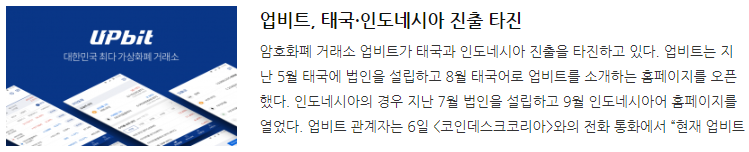 UPbit
대한민국 최다 가상화폐 거래소
업비트, 태국·인도네시아 진출 타진
암호화폐 거래소 업비트가 태국과 인도네시아 진출을 타진하고 있다. 업비트는 지
난 5월 태국에 법인을 설립하고 8월 태국어로 업비트를 소개하는 홈페이지를 오픈
했다. 인도네시아의 경우 지난 7월 법인을 설립하고 9월 인도네시아어 홈페이지를
열었다. 업비트 관계자는 6일 <코인데스크코리아>와의 전화 통화에서 “현재 업비트